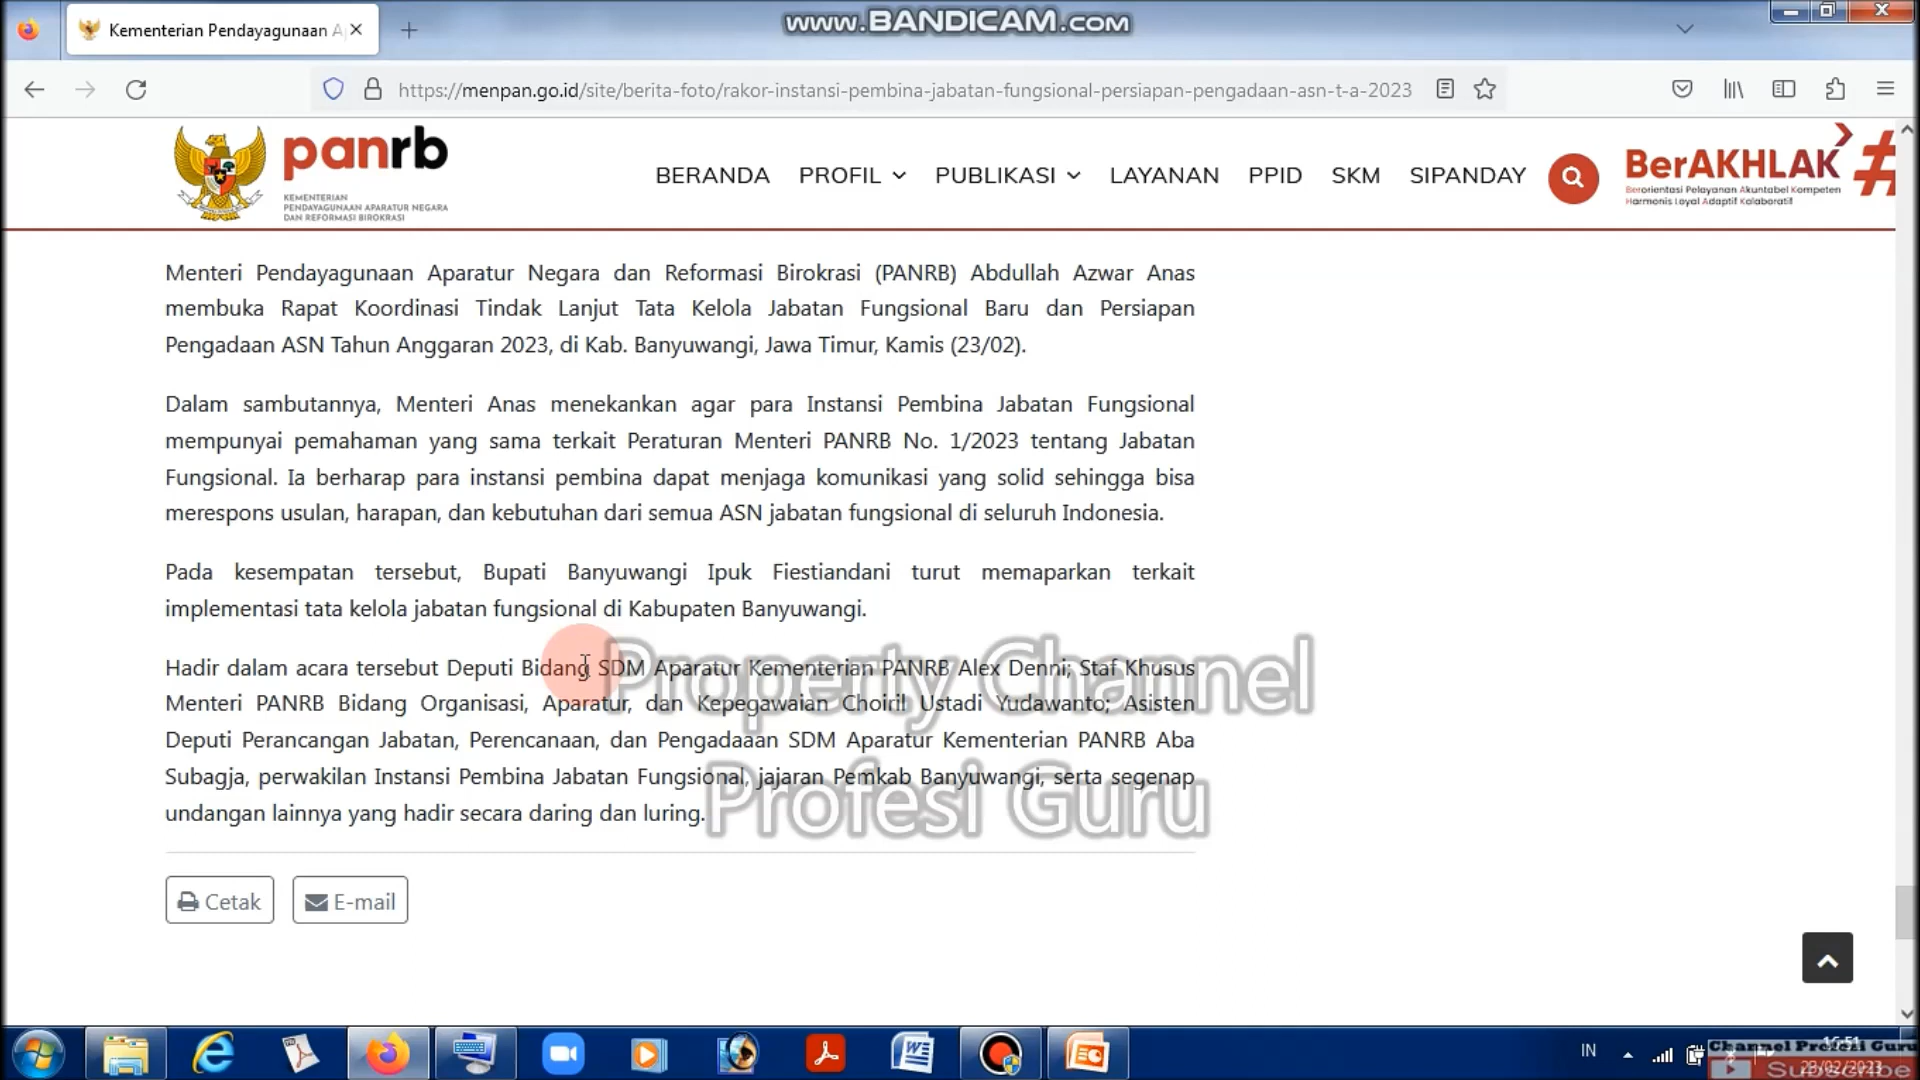 Kementerian Pendayagunaan A
www.BANDICAM.com
https://menpan.go.id/site/berita-foto/rakor-instansi-pembina-jabatan-fungsional-persiapan-pengadaan-asn-t-a-2023
panrb
KEMENTERIAN
PENDAYAGUNAAN APARATUR NEGARA
DAN REFORMASI BIROKRASI
BERANDA PROFIL PUBLIKASI LAYANAN PPID SKM SIPANDAY
BerAKHLAK #
Berorientasi Pelayanan Akuntabel Kompeten
Harmonis Loyal Adaptif Kolaboratif
Menteri Pendayagunaan Aparatur Negara dan Reformasi Birokrasi (PANRB) Abdullah Azwar Anas
membuka Rapat Koordinasi Tindak Lanjut Tata Kelola Jabatan Fungsional Baru dan Persiapan
Pengadaan ASN Tahun Anggaran 2023, di Kab. Banyuwangi, Jawa Timur, Kamis (23/02).
Dalam sambutannya, Menteri Anas menekankan agar para Instansi Pembina Jabatan Fungsional
mempunyai pemahaman yang sama terkait Peraturan Menteri PANRB No. 1/2023 tentang Jabatan
Fungsional. Ia berharap para instansi pembina dapat menjaga komunikasi yang solid sehingga bisa
merespons usulan, harapan, dan kebutuhan dari semua ASN jabatan fungsional di seluruh Indonesia.
Pada kesempatan tersebut, Bupati Banyuwangi Ipuk Fiestiandani turut memaparkan terkait
implementasi tata kelola jabatan fungsional di Kabupaten Banyuwangi.
Hadir dalam acara tersebut Deputi Bidang SDM Aparatur Kementerian PANRB Alex Denni; Staf Khusus
Menteri PANRB Bidang Organisasi, Aparatur, dan Kepegawaian Choiril Ustadi Yudawanto; Asisten
Deputi Perancangan Jabatan, Perencanaan, dan Pengadaaan SDM Aparatur Kementerian PANRB Aba
Subagja, perwakilan Instansi Pembina Jabatan Fungsional, jajaran Pemkab Banyuwangi, serta segenap
undangan lainnya yang hadir secara daring dan luring.
Property Channel
Profesi Guru
Cetak E-mail
IN
Channel Profesi Guru
Subscribe